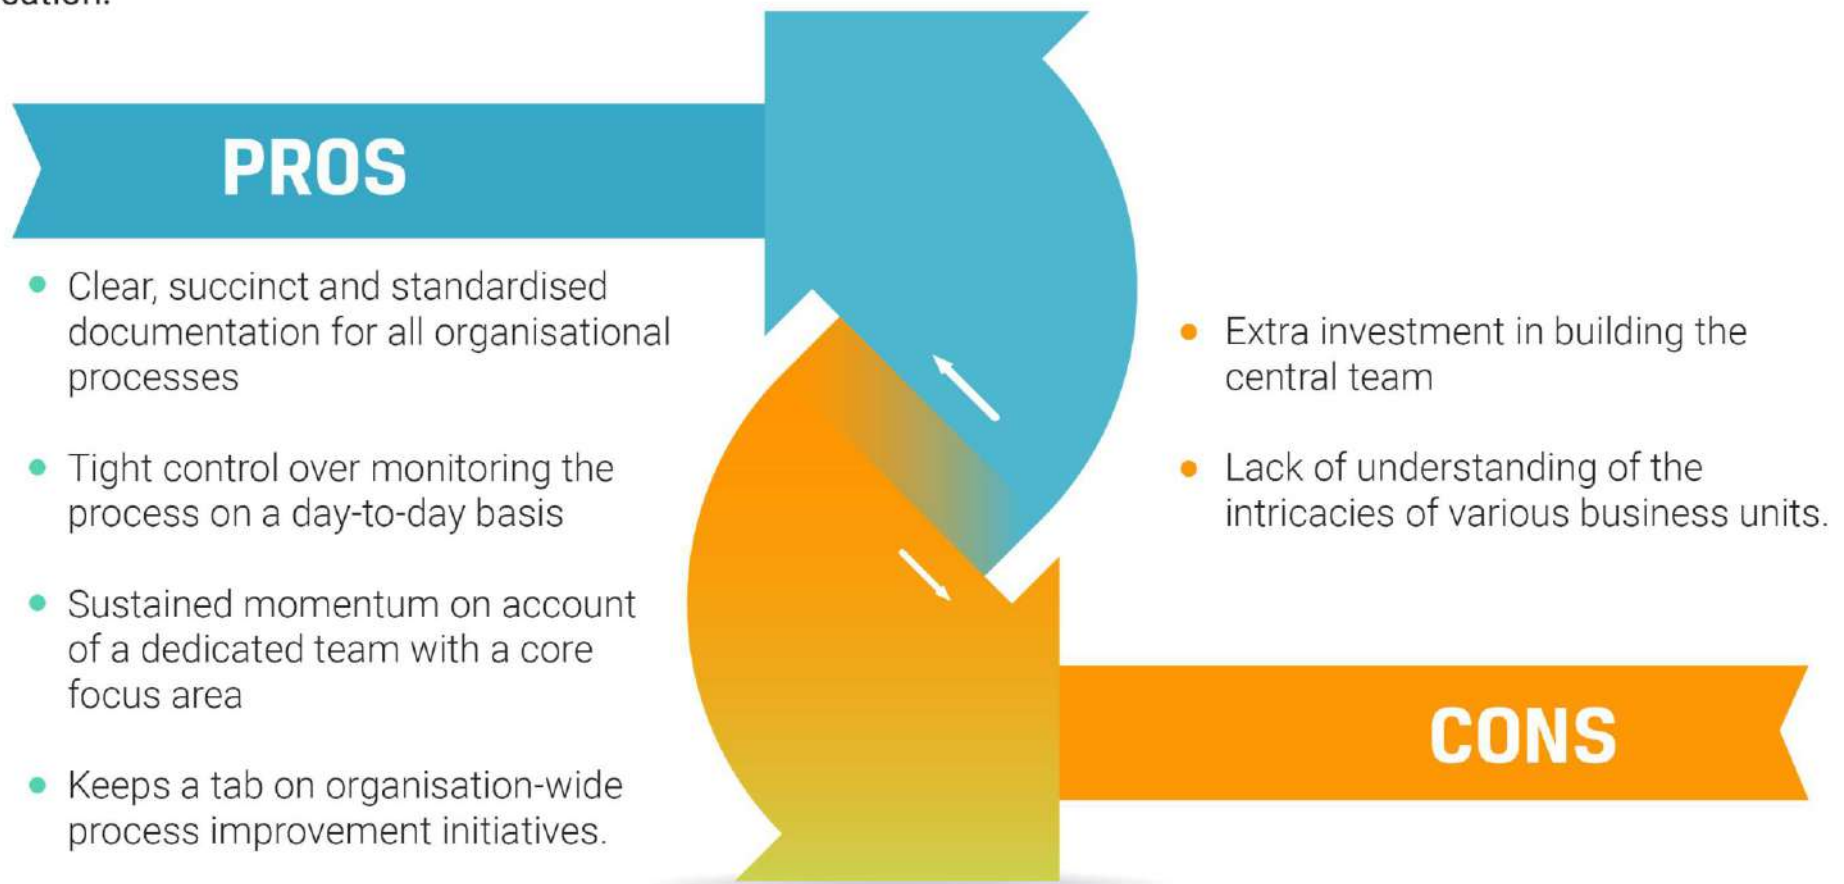 PROS
Clear, succinct and standardised
documentation for all organisational
processes
Tight control over monitoring the
process on a day-to-day basis
Sustained momentum on account
of a dedicated team with a core
focus area
Keeps a tab on organisation-wide
process improvement initiatives.
Extra investment in building the
central team
Lack of understanding of the
intricacies of various business units.
CONS